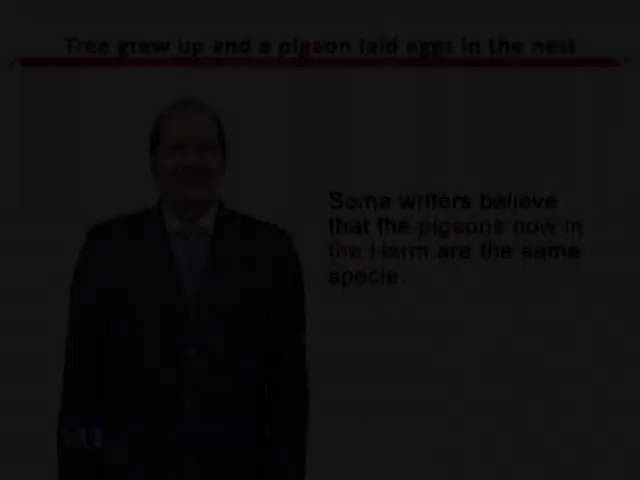 Tree grew up and a pigeon laid eggs in the nest
Some writers believe
that the pigeons now in
the Harm are the same
specie.